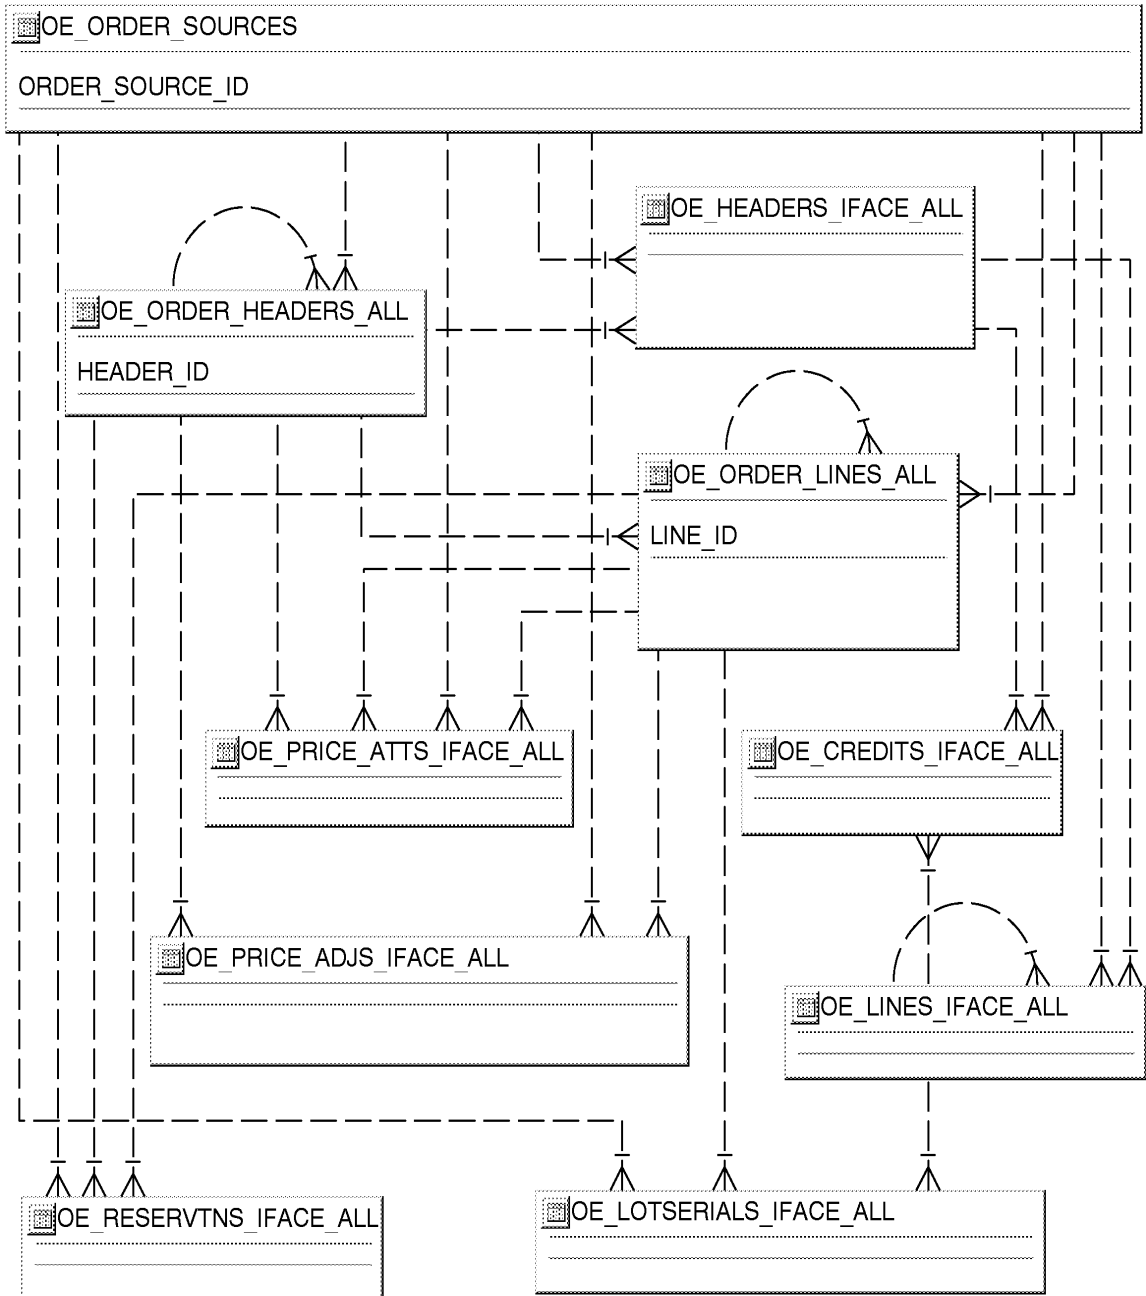 OE_ORDER_SOURCES
ORDER_SOURCE_ID
OE_HEADERS_IFACE_ALL
OE_ORDER_HEADERS_ALL
HEADER_ID
OE_ORDER_LINES_ALL
LINE_ID
OE_PRICE_ATTS_IFACE_ALL
OE_CREDITS_IFACE_ALL
OE_PRICE_ADJS_IFACE_ALL
OE_LINES_IFACE_ALL
OE_RESERVTNS_IFACE_ALL
OE_LOTSERIALS_IFACE_ALL